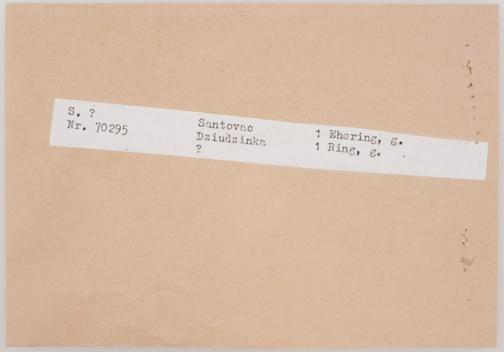 S. ? Santovac 1 Ehering, g.
Nr. 70295 Dziudzinka 1 Ring, g.
?